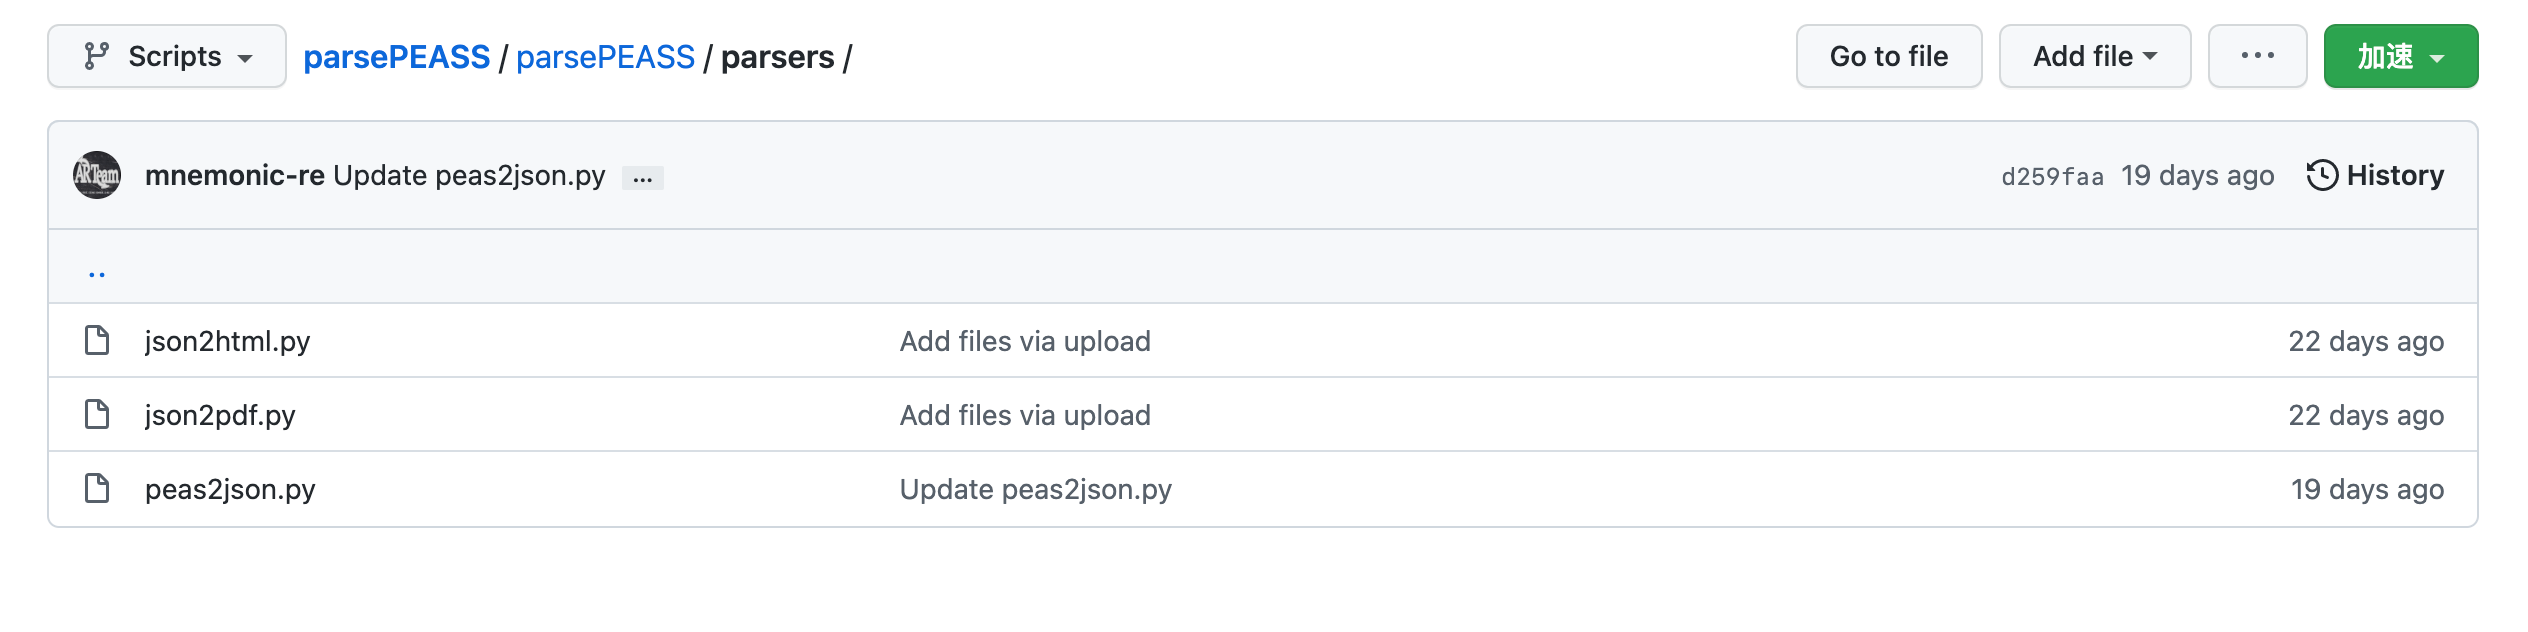 Scripts parsePEASS / parsePEASS / parsers / Go to file Add file ... 加速
ARTeam mnemonic-re Update peas2json.py ... d259faa 19 days ago History
..
json2html.py Add files via upload 22 days ago
json2pdf.py Add files via upload 22 days ago
peas2json.py Update peas2json.py 19 days ago